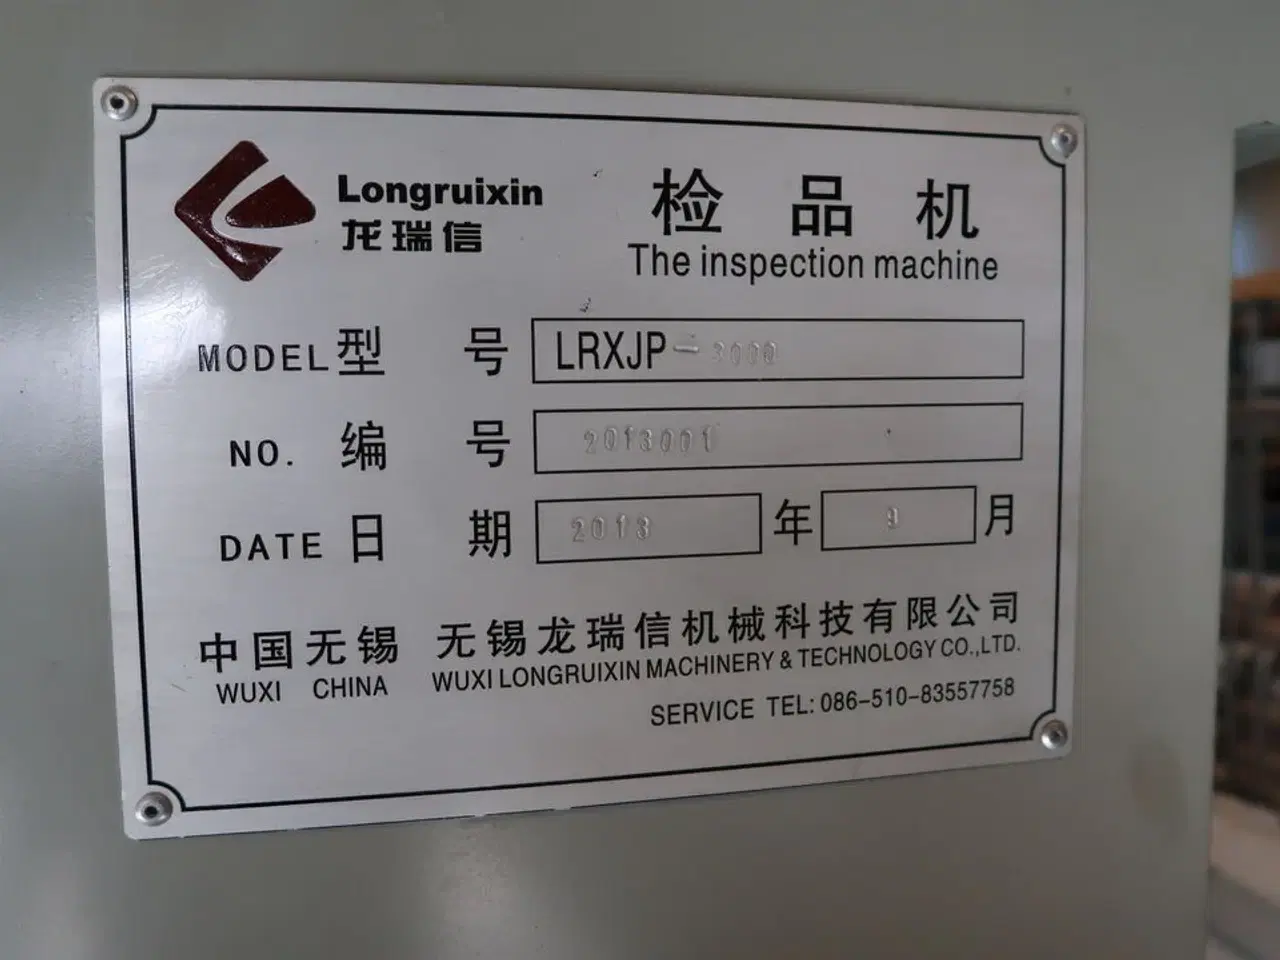 Longruixin
龙瑞信
检品机
The inspection machine
MODEL型 号 LRXJP-3000
NO. 编 号 2013001
DATE 日 期 2013 年 9 月
中国无锡 无锡龙瑞信机械科技有限公司
WUXI CHINA WUXI LONGRUIXIN MACHINERY & TECHNOLOGY CO.,LTD.
SERVICE TEL: 086-510-83557758